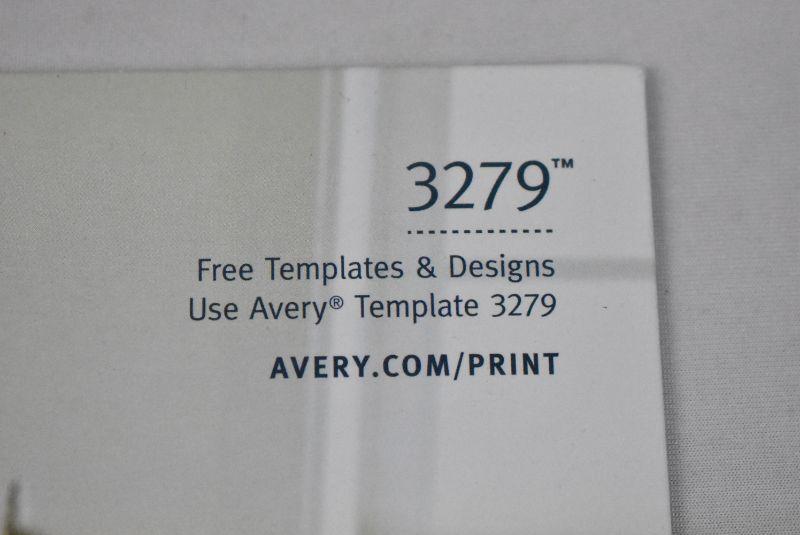 3279™
Free Templates & Designs
Use Avery® Template 3279
AVERY.COM/PRINT